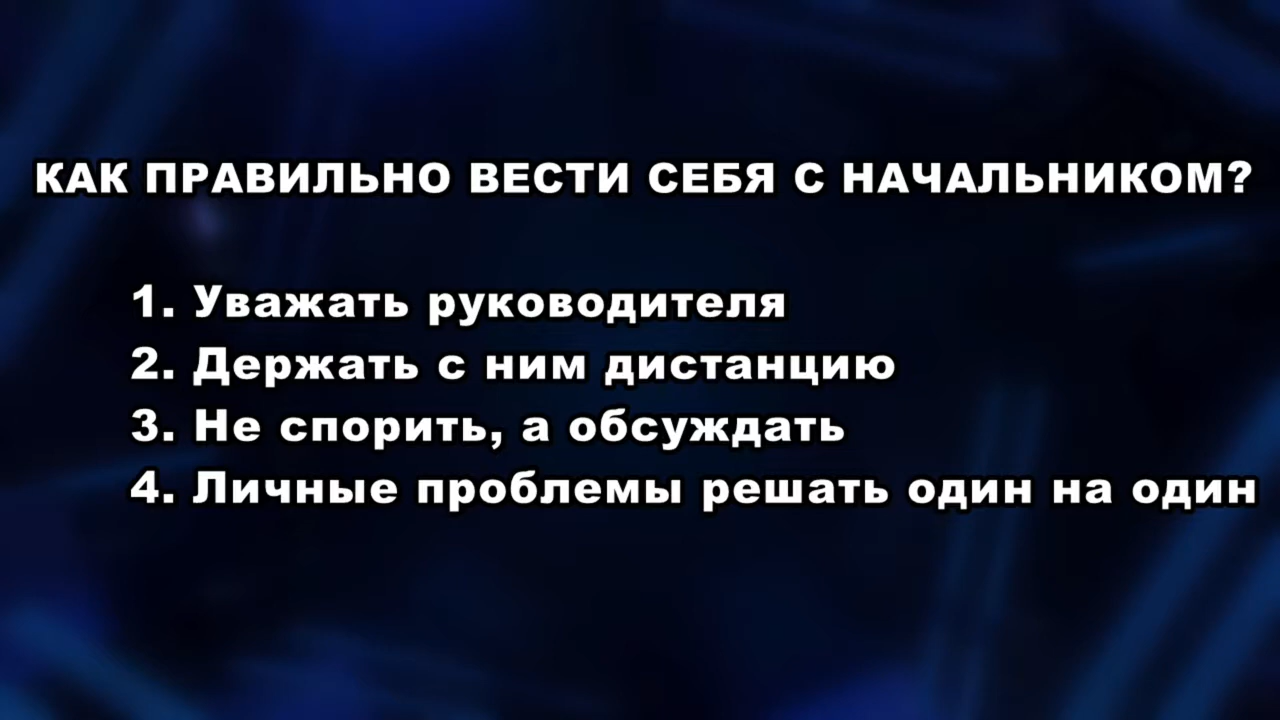 КАК ПРАВИЛЬНО ВЕСТИ СЕБЯ С НАЧАЛЬНИКОМ?
1. Уважать руководителя
2. Держать с ним дистанцию
3. Не спорить, а обсуждать
4. Личные проблемы решать один на один